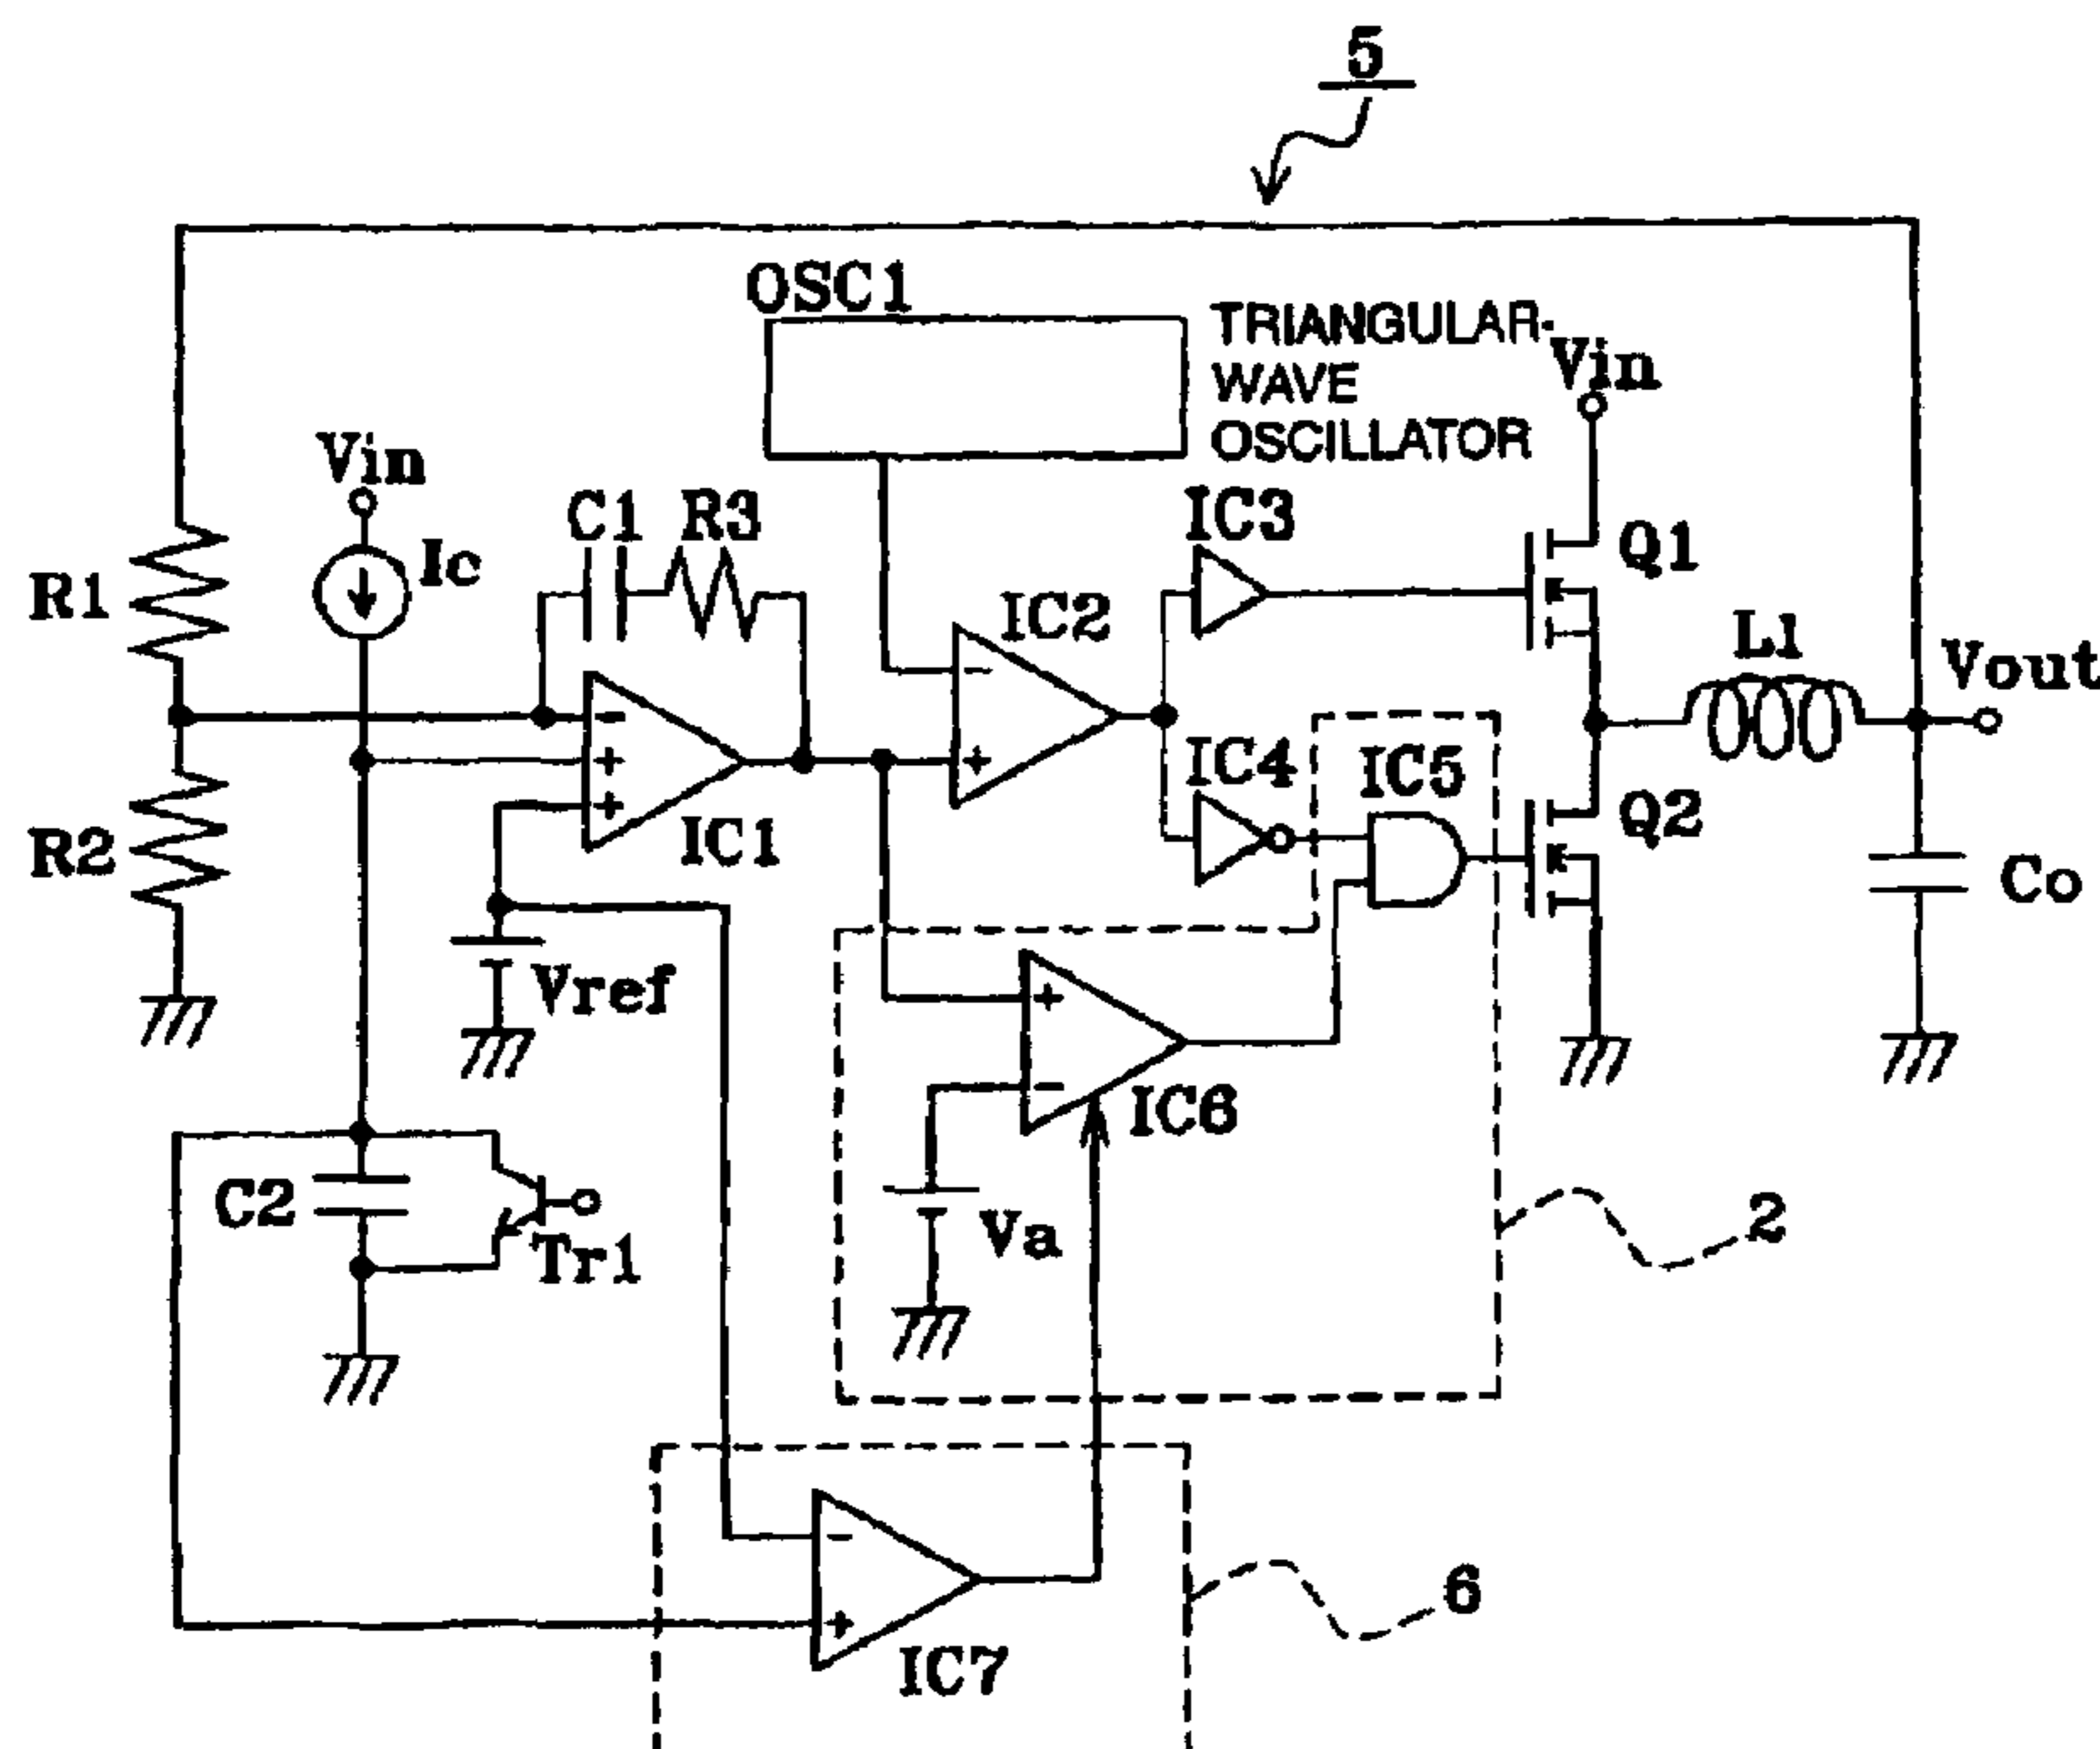 5
OSC1
TRIANGULAR-
WAVE
OSCILLATOR
Vin
Vin
Ic
C1
R3
IC3
Q1
R1
IC2
L1
Vout
-
-
+
+
+
IC1
IC4
IC5
Q2
R2
Co
Vref
+
-
IC6
C2
Tr1
Va
2
-
+
IC7
6